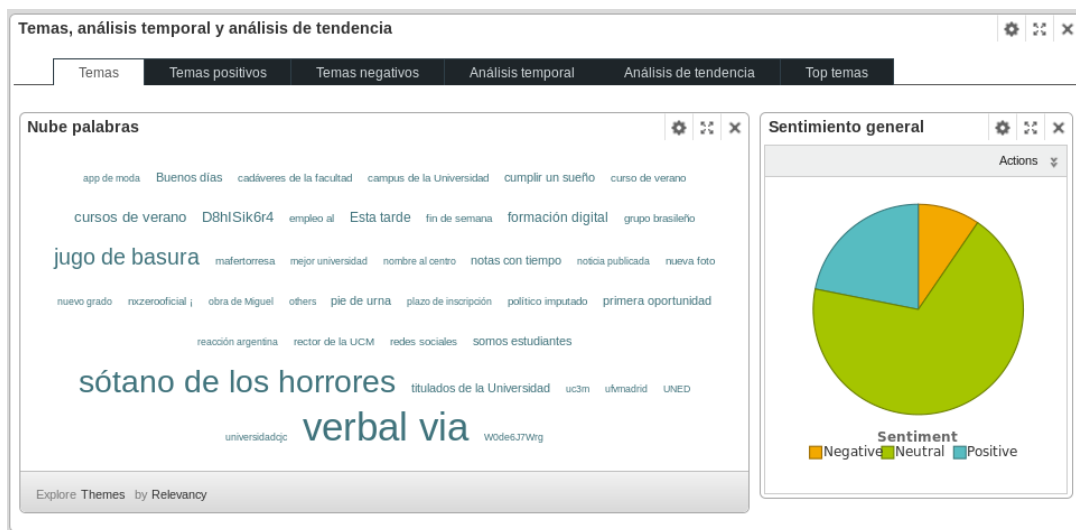 Temas, análisis temporal y análisis de tendencia
Temas Temas positivos Temas negativos Análisis temporal Análisis de tendencia Top temas
Nube palabras
app de moda Buenos días cadáveres de la facultad campus de la Universidad cumplir un sueño curso de verano
cursos de verano D8hISik6r4 empleo al Esta tarde fin de semana formación digital grupo brasileño
jugo de basura mafertorresa mejor universidad nombre al centro notas con tiempo noticia publicada nueva foto
nuevo grado nxzerooficial ¡ obra de Miguel others pie de urna plazo de inscripción político imputado primera oportunidad
reacción argentina rector de la UCM redes sociales somos estudiantes
sótano de los horrores titulados de la Universidad uc3m ufvmadrid UNED
universidadcjc verbal via W0de6J7Wrg
Explore Themes by Relevancy
Sentimiento general
Actions
Sentiment
Negative Neutral Positive